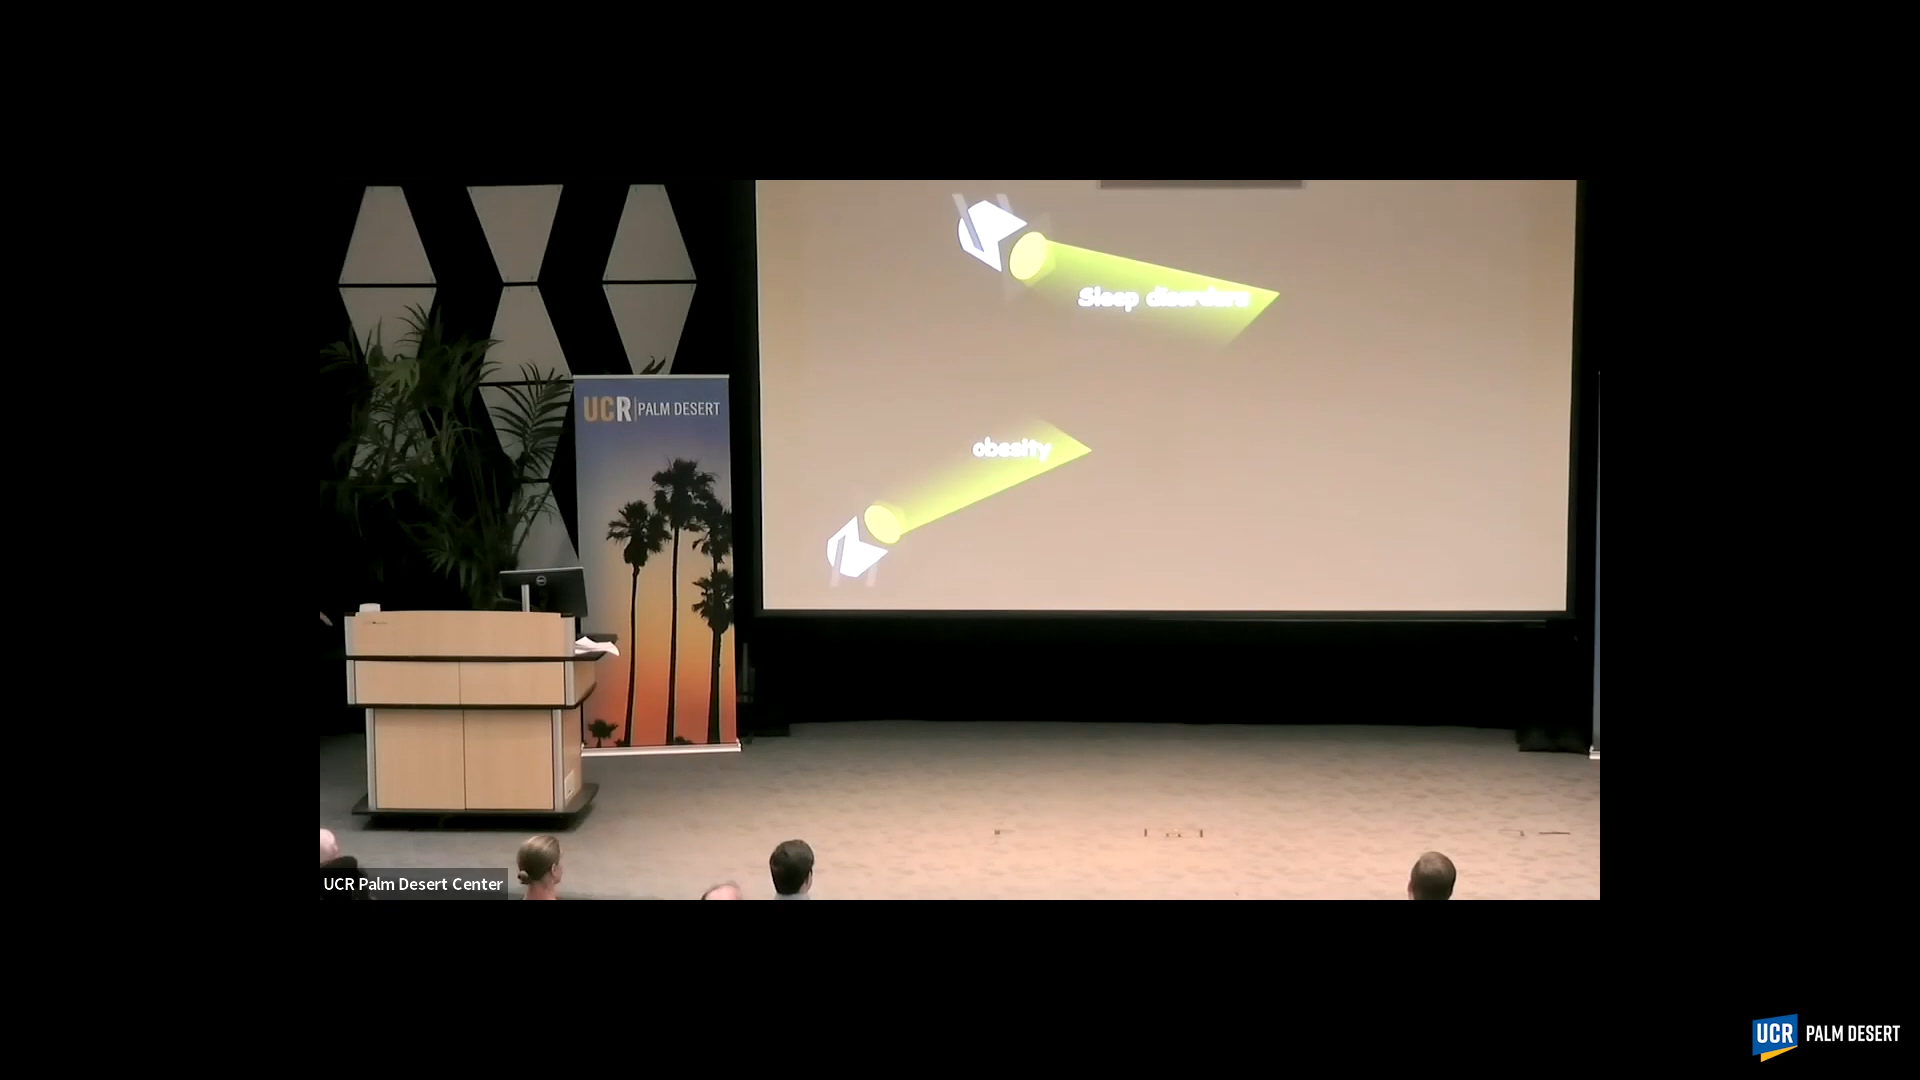 Sleep disorders
obesity
UCR PALM DESERT
UCR Palm Desert Center
UCR PALM DESERT